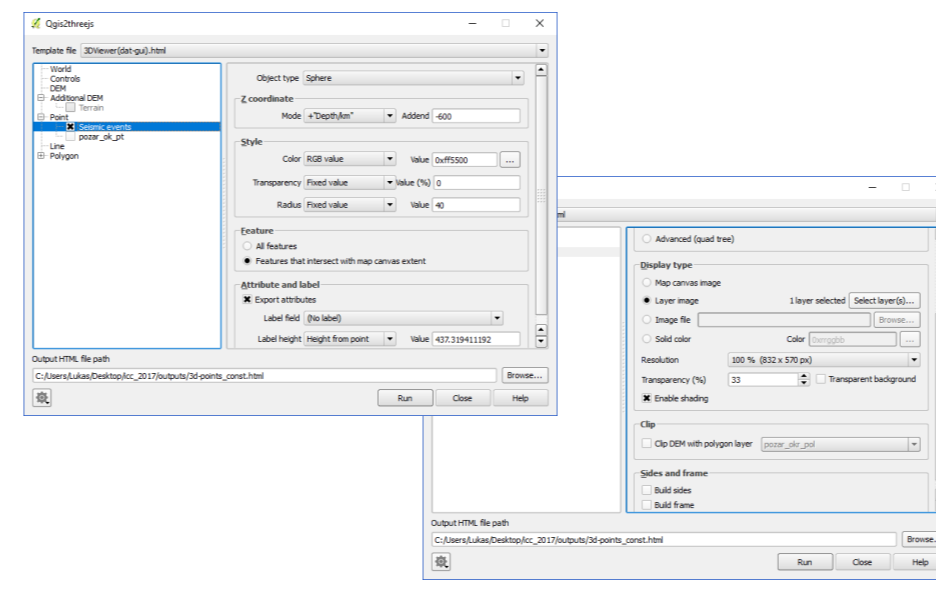 Qgis2threejs
Template file 3DViewer(dat-gui).html
World
Controls
DEM
Additional DEM
Terrain
Point
Seismic events
pozar_ok_pt
Line
Polygon
Object type Sphere
Z coordinate
Mode +"Depth/km" Addend -600
Style
Color RGB value Value 0xff5500 ...
Transparency Fixed value Value (%) 0
Radius Fixed value Value 40
Feature
All features
Features that intersect with map canvas extent
Attribute and label
Export attributes
Label field (No label)
Label height Height from point Value 437.319411192
Output HTML file path
C:/Users/Lukas/Desktop/icc_2017/outputs/3d-points_const.html Browse...
Run Close Help
ml
Advanced (quad tree)
Display type
Map canvas image
Layer image 1 layer selected Select layer(s)...
Image file Browse...
Solid color Color 0xrrggbb ...
Resolution 100 % (832 x 570 px)
Transparency (%) 33 Transparent background
Enable shading
Clip
Clip DEM with polygon layer pozar_okr_pol
Sides and frame
Build sides
Build frame
Output HTML file path
C:/Users/Lukas/Desktop/icc_2017/outputs/3d-points_const.html Browse.
Run Close Help